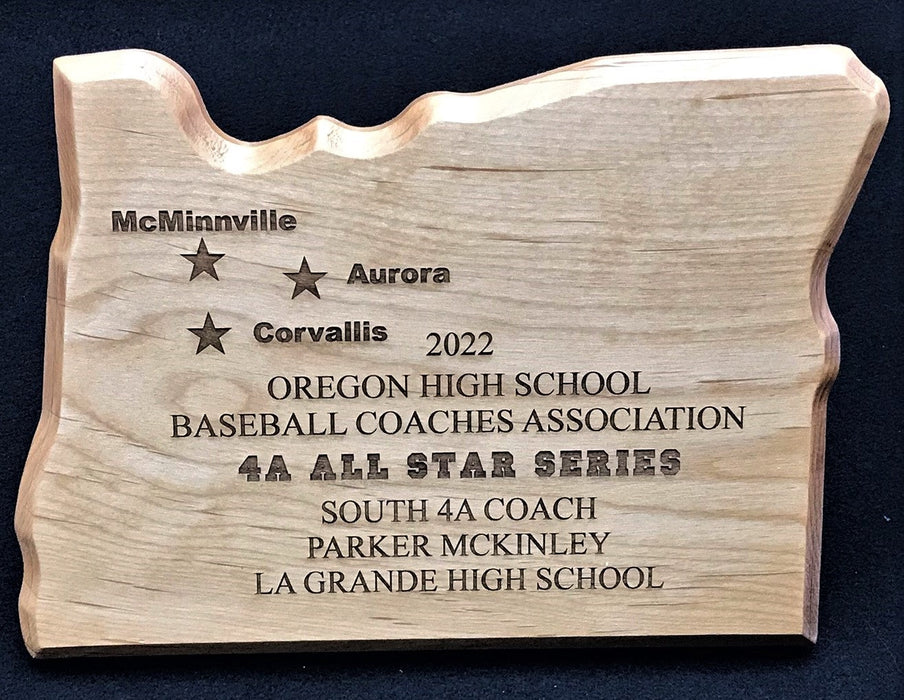 McMinnville
Aurora
Corvallis
2022
OREGON HIGH SCHOOL
BASEBALL COACHES ASSOCIATION
4A ALL STAR SERIES
SOUTH 4A COACH
PARKER MCKINLEY
LA GRANDE HIGH SCHOOL